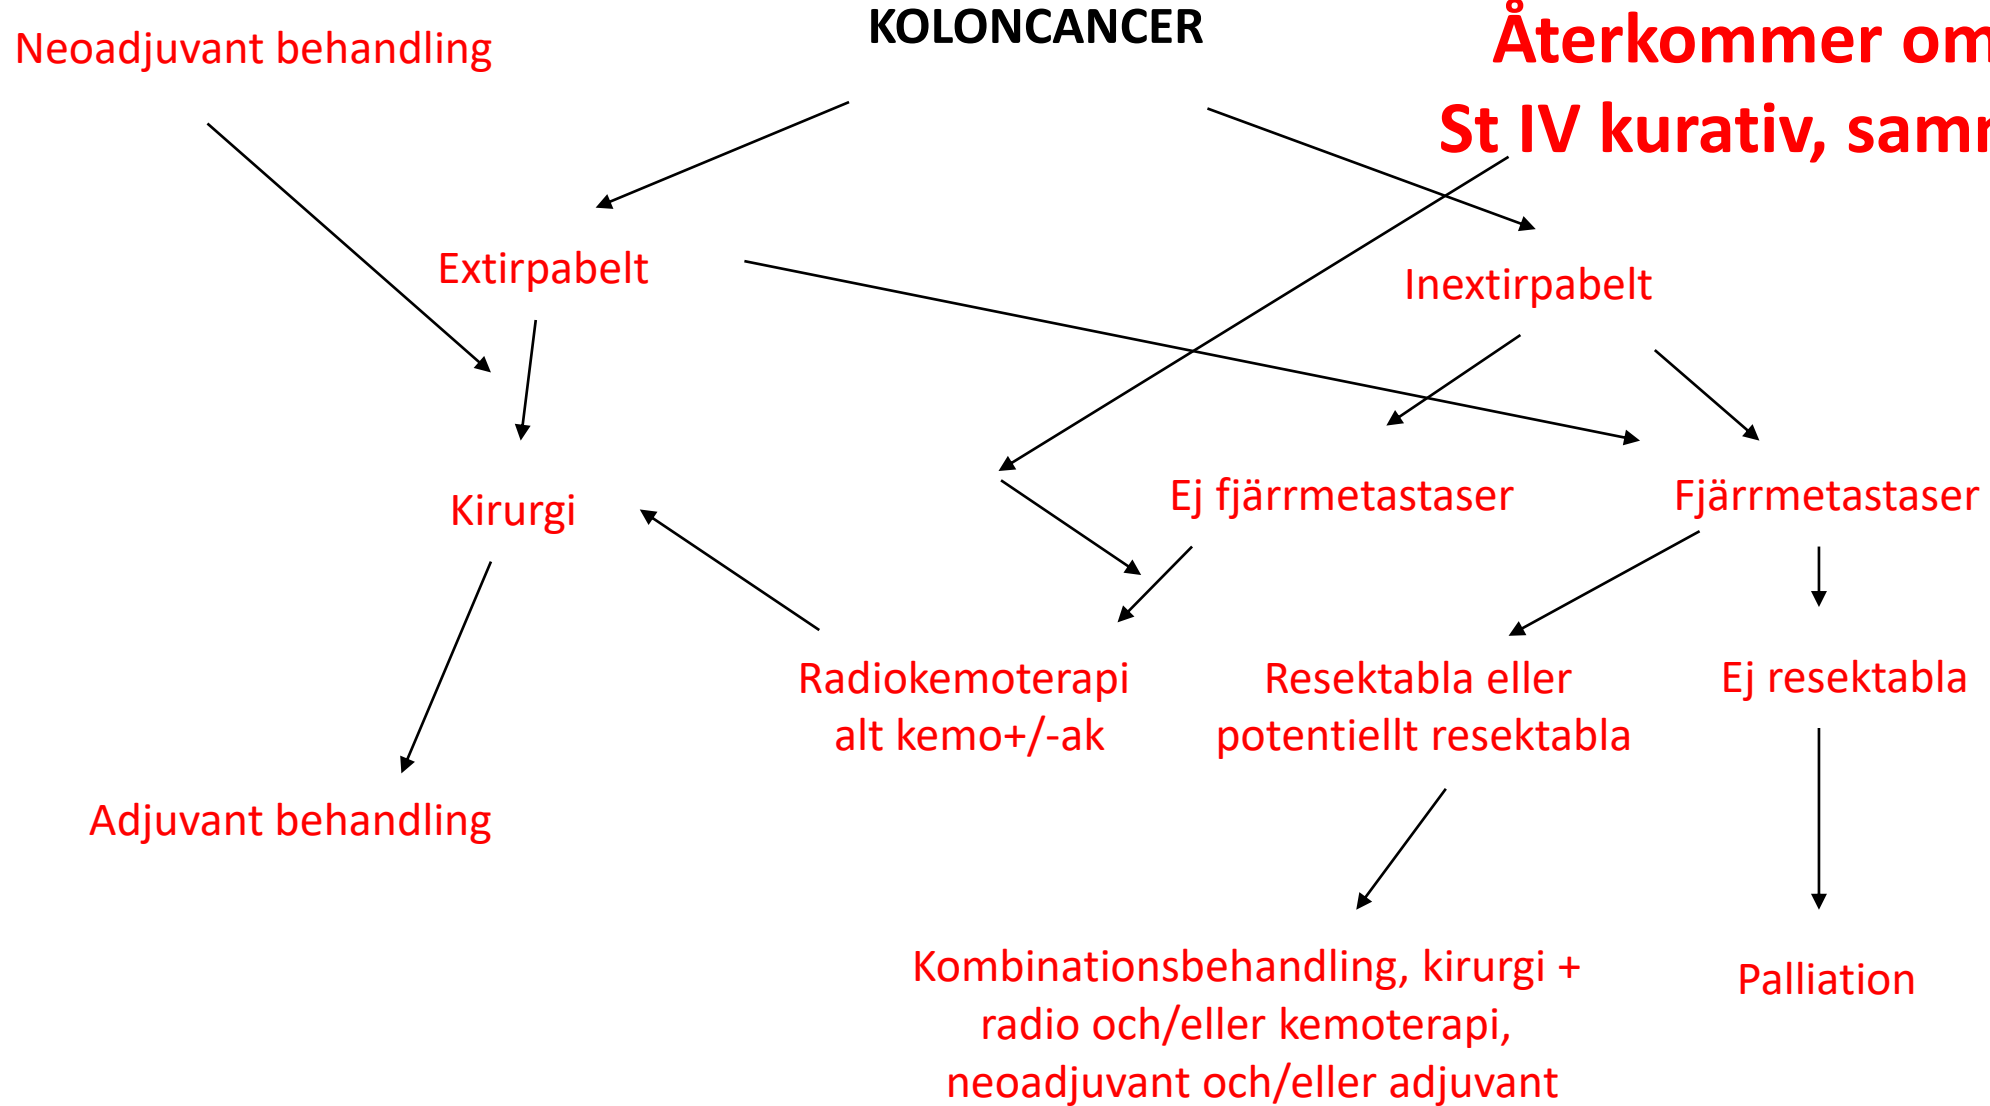 KOLONCANCER
Neoadjuvant behandling
Återkommer om
St IV kurativ,
Extirpabelt
Inextirpabelt
Kirurgi
Ej fjärrmetastaser
Fjärrmetastaser
Radiokemoterapi
alt kemo+/-ak
Resektabla eller
potentiellt resektabla
Ej resektabla
Adjuvant behandling
Kombinationsbehandling, kirurgi +
radio och/eller kemoterapi,
neoadjuvant och/eller adjuvant
Palliation